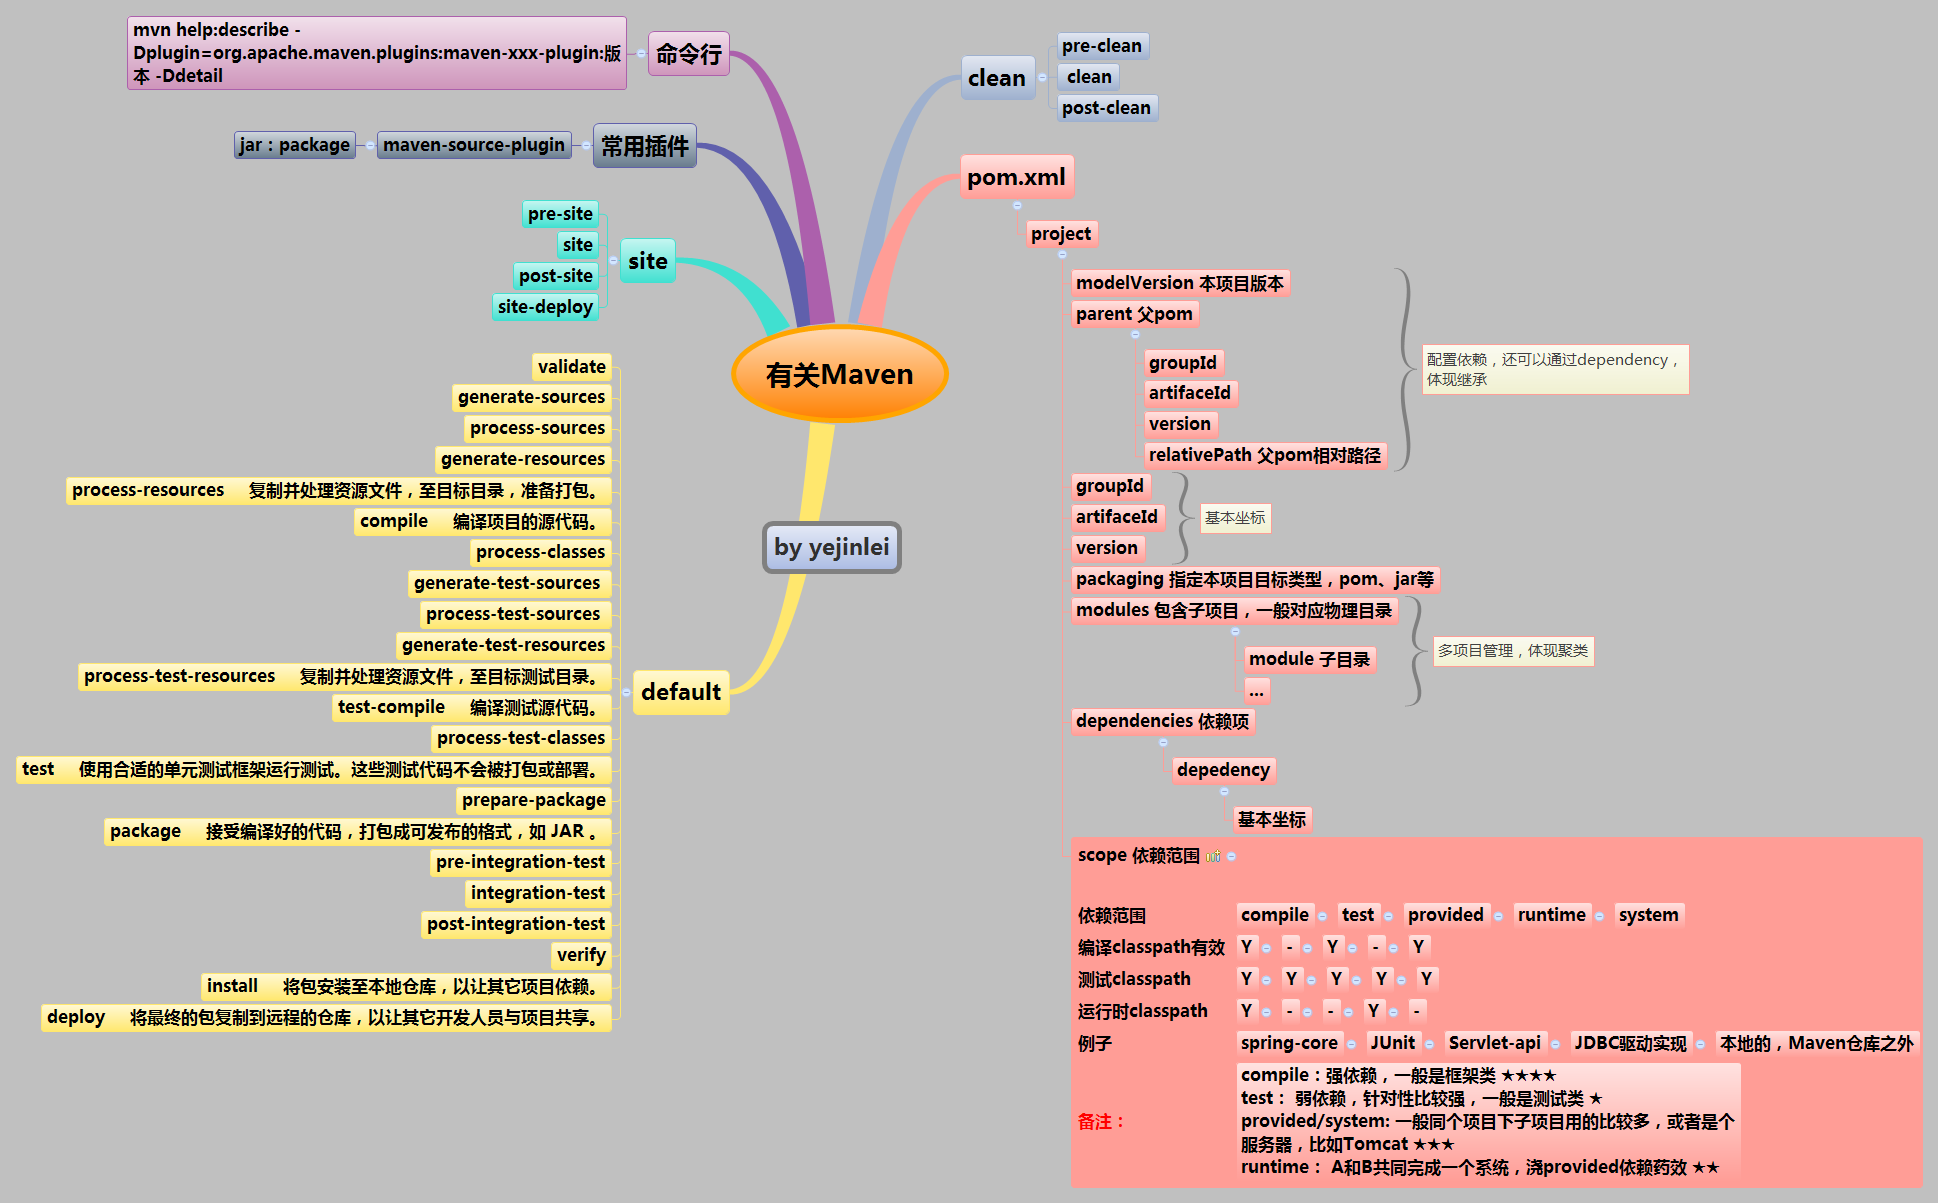 mvn help:describe -
Dplugin=org.apache.maven.plugins:maven-xxx-plugin:版
本 -Ddetail
命令行
jar：package
maven-source-plugin
常用插件
pre-site
site
post-site
site-deploy
site
validate
generate-sources
process-sources
generate-resources
process-resources 复制并处理资源文件，至目标目录，准备打包。
compile 编译项目的源代码。
process-classes
generate-test-sources
process-test-sources
generate-test-resources
process-test-resources 复制并处理资源文件，至目标测试目录。
test-compile 编译测试源代码。
process-test-classes
test 使用合适的单元测试框架运行测试。这些测试代码不会被打包或部署。
prepare-package
package 接受编译好的代码，打包成可发布的格式，如 JAR 。
pre-integration-test
integration-test
post-integration-test
verify
install 将包安装至本地仓库，以让其它项目依赖。
deploy 将最终的包复制到远程的仓库，以让其它开发人员与项目共享。
default
有关Maven
by yejinlei
clean
pre-clean
clean
post-clean
pom.xml
project
modelVersion 本项目版本
parent 父pom
groupId
artifaceId
version
relativePath 父pom相对路径
配置依赖，还可以通过dependency，
体现继承
groupId
artifaceId
version
基本坐标
packaging 指定本项目目标类型，pom、jar等
modules 包含子项目，一般对应物理目录
module 子目录
...
多项目管理，体现聚类
dependencies 依赖项
depedency
基本坐标
scope 依赖范围
依赖范围 compile test provided runtime system
编译classpath有效 Y - Y - Y
测试classpath Y Y Y Y Y
运行时classpath Y - - Y -
例子 spring-core JUnit Servlet-api JDBC驱动实现 本地的，Maven仓库之外
备注：
compile：强依赖，一般是框架类 ★★★★
test： 弱依赖，针对性比较强，一般是测试类 ★
provided/system: 一般同个项目下子项目用的比较多，或者是个
服务器，比如Tomcat ★★★
runtime： A和B共同完成一个系统，浇provided依赖药效 ★★